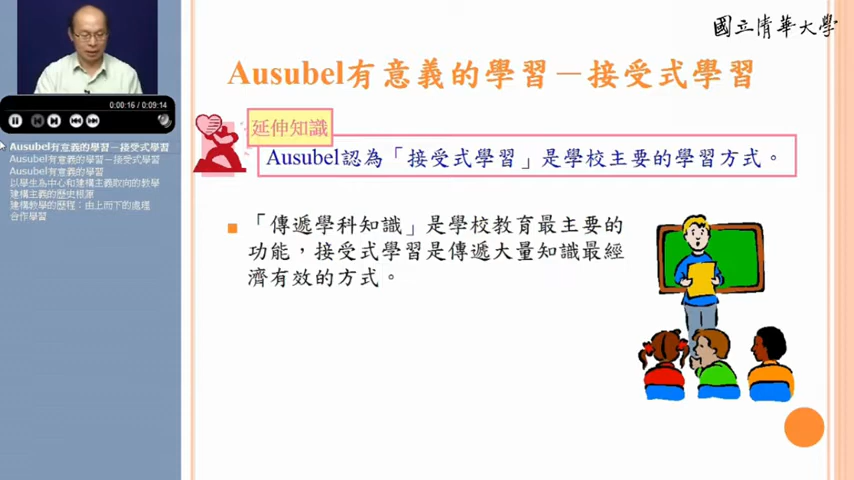 國立清華大學
Ausubel有意義的學習－接受式學習
0:00:16 / 0:09:14
延伸知識
Ausubel認為「接受式學習」是學校主要的學習方式。
Ausubel有意義的學習－接受式學習
Ausubel有意義的學習－接受式學習
Ausubel有意義的學習
以學生為中心和建構主義取向的教學
建構主義的歷史根源
建構教學的歷程：由上而下的處理
合作學習
「傳遞學科知識」是學校教育最主要的
功能，接受式學習是傳遞大量知識最經
濟有效的方式。